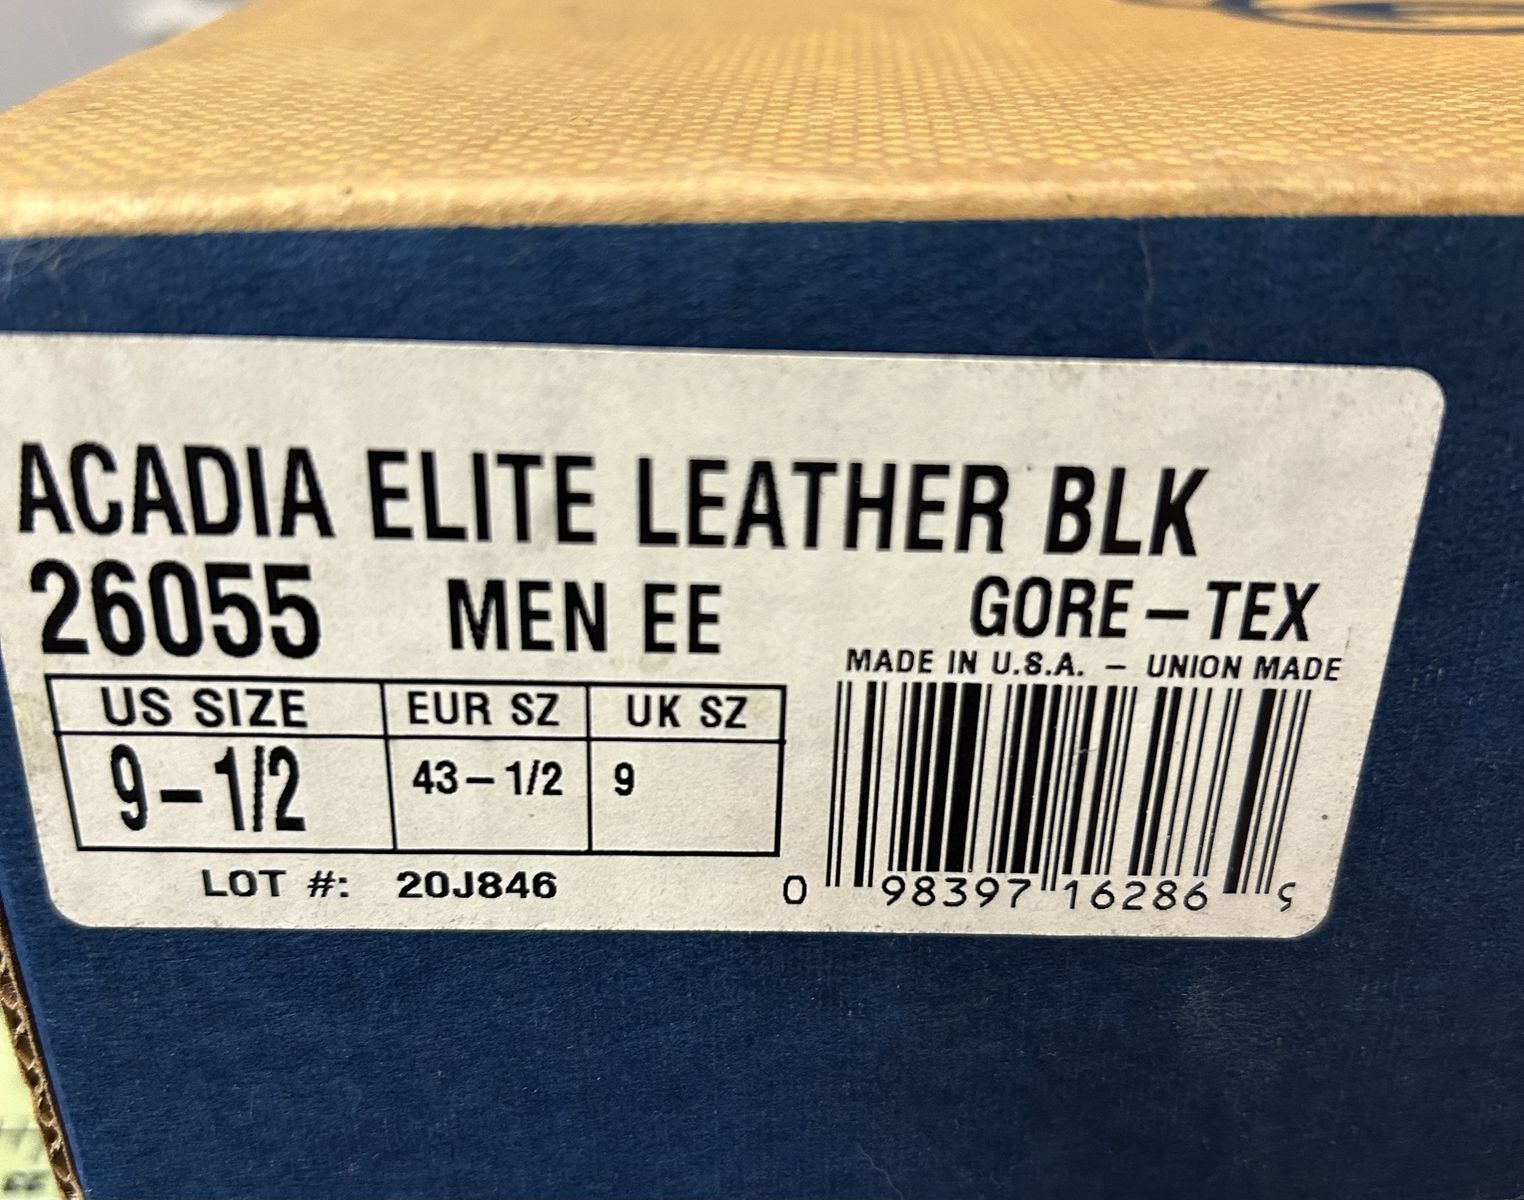 ACADIA ELITE LEATHER BLK
26055 MEN EE GORE-TEX
MADE IN U.S.A. - UNION MADE
US SIZE EUR SZ UK SZ
9-1/2 43-1/2 9
LOT #: 20J846
0 98397 16286 5